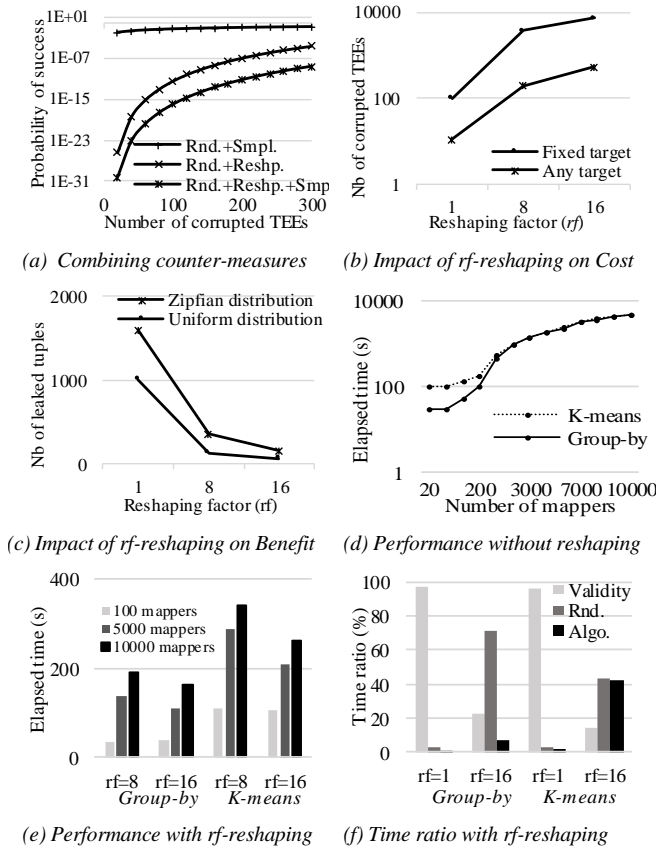 1E+01
1E-07
1E-15
1E-23
1E-31
Probability of success
Rnd.+Smpl.
Rnd.+Reshp.
Rnd.+Reshp.+Smp
0 100 200 300
Number of corrupted TEEs
(a) Combining counter-measures
10000
100
1
Nb of corrupted TEEs
Fixed target
Any target
1 8 16
Reshaping factor (rf)
(b) Impact of rf-reshaping on Cost
2000
1000
0
Nb of leaked tuples
Zipfian distribution
Uniform distribution
1 8 16
Reshaping factor (rf)
(c) Impact of rf-reshaping on Benefit
10000
100
1
Elapsed time (s)
K-means
Group-by
20 200 3000 7000 10000
Number of mappers
(d) Performance without reshaping
400
200
0
Elapsed time (s)
100 mappers
5000 mappers
10000 mappers
rf=8 rf=16 rf=8 rf=16
Group-by K-means
(e) Performance with rf-reshaping
100
80
60
40
20
0
Time ratio (%)
Validity
Rnd.
Algo.
rf=1 rf=16 rf=1 rf=16
Group-by K-means
(f) Time ratio with rf-reshaping